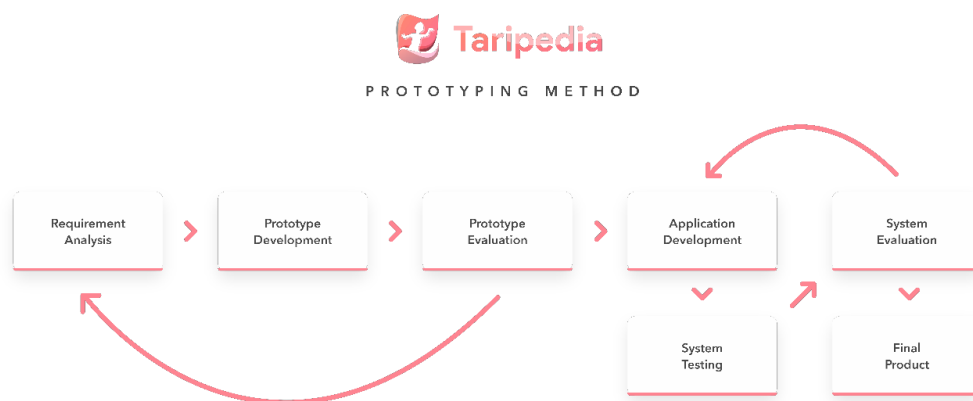 Taripedia
PROTOTYPING METHOD
Requirement
Analysis
Prototype
Development
Prototype
Evaluation
Application
Development
System
Evaluation
System
Testing
Final
Product